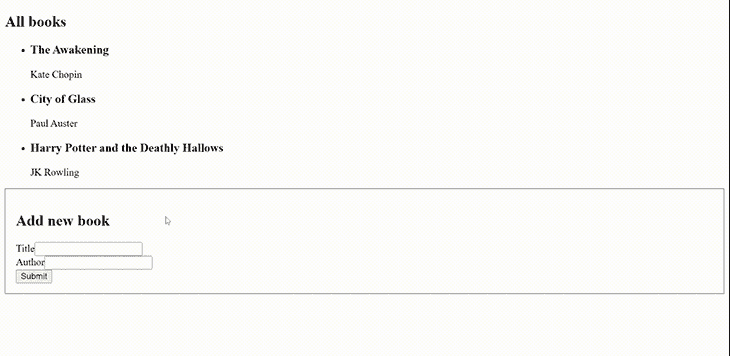 All books
The Awakening
Kate Chopin
City of Glass
Paul Auster
Harry Potter and the Deathly Hallows
JK Rowling
Add new book
Title
Author
Submit